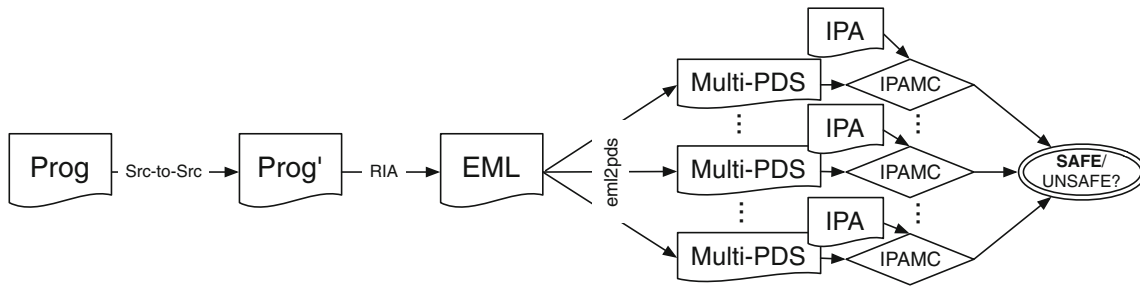 Prog
Src-to-Src
Prog'
RIA
EML
eml2pds
IPA
Multi-PDS
IPAMC
IPA
Multi-PDS
IPAMC
IPA
Multi-PDS
IPAMC
SAFE/
UNSAFE?